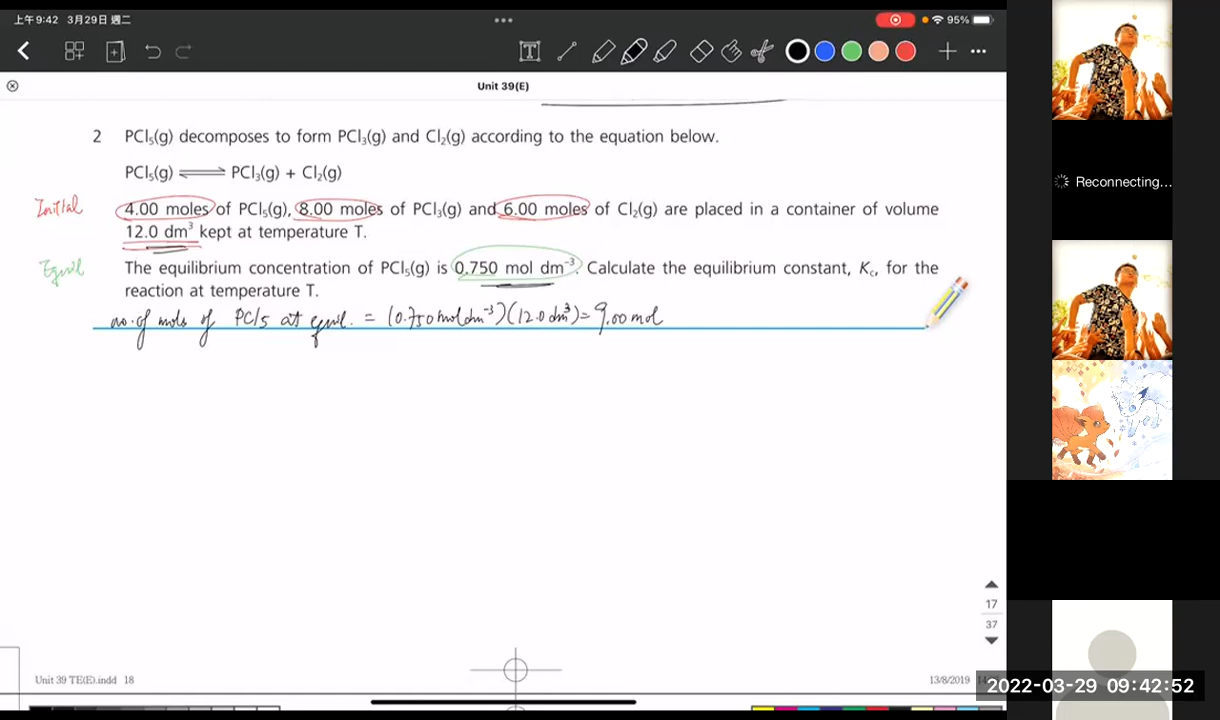 上午9:42 3月29日 週二
95%
Unit 39(E)
2 PCl₅(g) decomposes to form PCl₃(g) and Cl₂(g) according to the equation below.
PCl₅(g) ⇌ PCl₃(g) + Cl₂(g)
Initial 4.00 moles of PCl₅(g), 8.00 moles of PCl₃(g) and 6.00 moles of Cl₂(g) are placed in a container of volume
12.0 dm³ kept at temperature T.
Equil The equilibrium concentration of PCl₅(g) is 0.750 mol dm⁻³. Calculate the equilibrium constant, Kc, for the
reaction at temperature T.
no. of mols of PCl5 at equil. = (0.750 mol dm⁻³)(12.0 dm³) = 9.00 mol
Reconnecting...
17
37
Unit 39 TE(E).indd 18
13/8/2019
2022-03-29 09:42:52